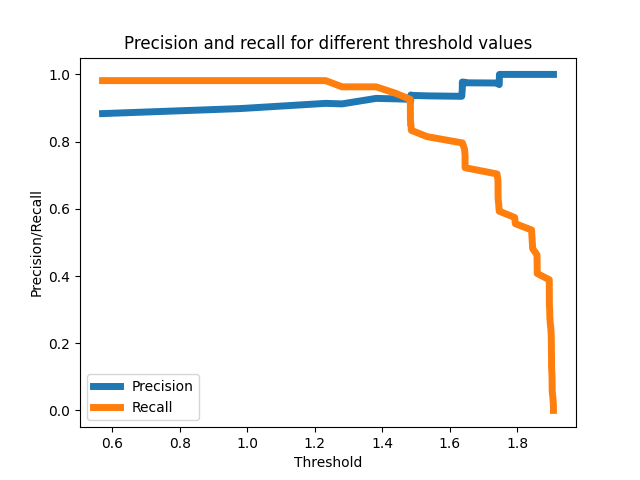 Precision and recall for different threshold values
Precision/Recall
1.0
0.8
0.6
0.4
0.2
0.0
Precision
Recall
0.6 0.8 1.0 1.2 1.4 1.6 1.8
Threshold